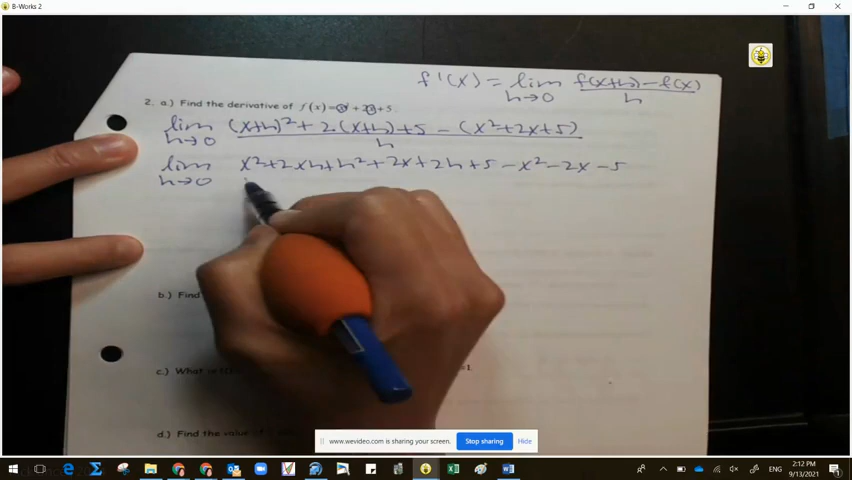 B-Works 2
f'(x) = lim h→0 f(x+h) - f(x) / h
2. a.) Find the derivative of f(x)=x²+2x+5.
lim h→0 (x+h)² + 2(x+h)+5 - (x²+2x+5) / h
lim h→0 x²+2xh+h²+2x+2h+5-x²-2x-5
b.) Find
c.) What is =1.
d.) Find the value of
www.wevideo.com is sharing your screen. Stop sharing Hide
2:12 PM
9/13/2021